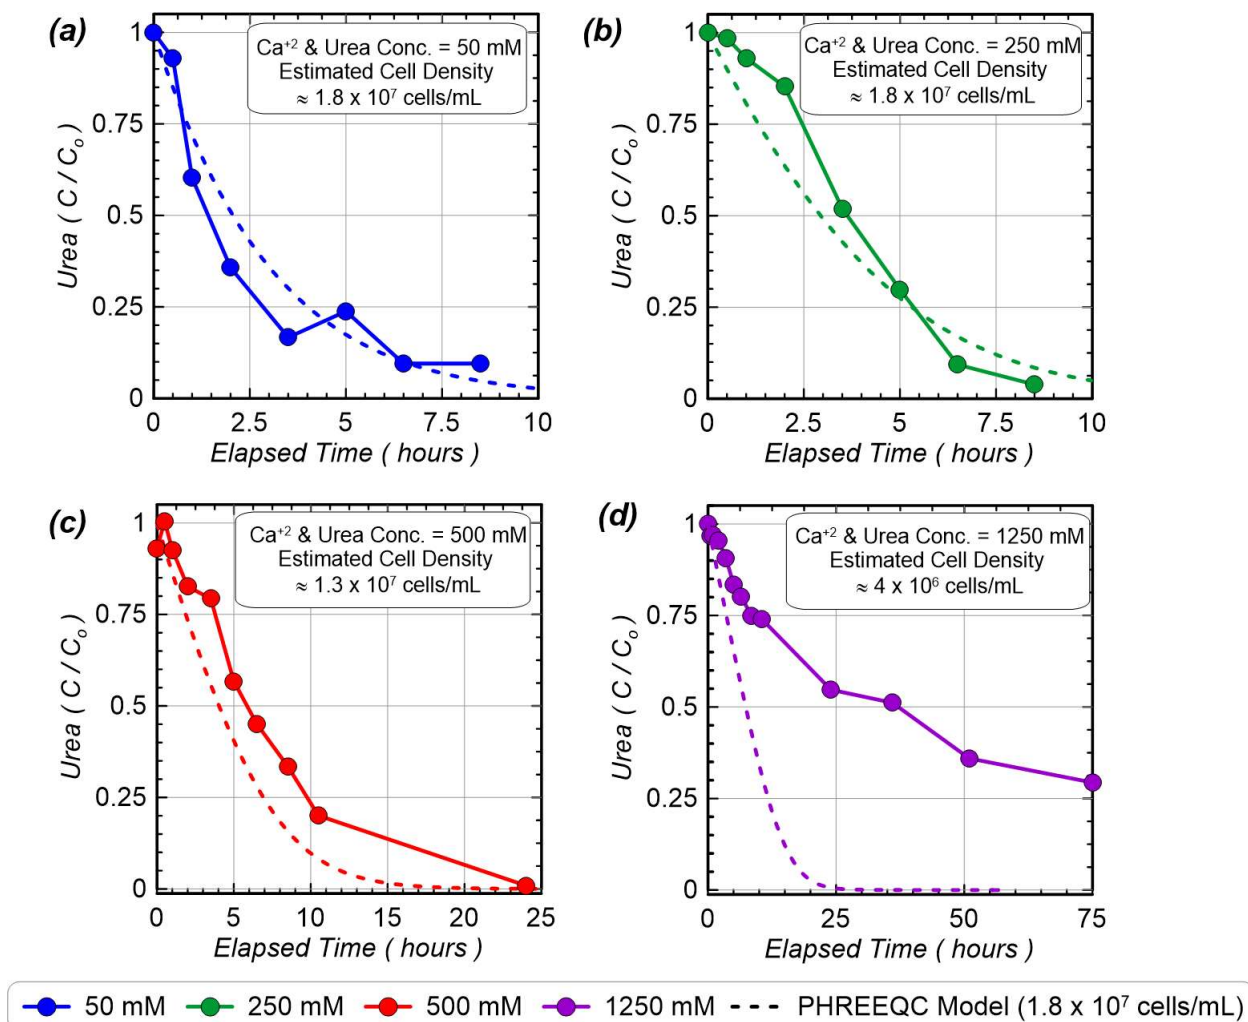 (a)
Ca⁺² & Urea Conc. = 50 mM
Estimated Cell Density
≈ 1.8 x 10⁷ cells/mL
Urea ( C / Cₒ )
1
0.75
0.5
0.25
0
0 2.5 5 7.5 10
Elapsed Time ( hours )
(b)
Ca⁺² & Urea Conc. = 250 mM
Estimated Cell Density
≈ 1.8 x 10⁷ cells/mL
Urea ( C / Cₒ )
1
0.75
0.5
0.25
0
0 2.5 5 7.5 10
Elapsed Time ( hours )
(c)
Ca⁺² & Urea Conc. = 500 mM
Estimated Cell Density
≈ 1.3 x 10⁷ cells/mL
Urea ( C / Cₒ )
1
0.75
0.5
0.25
0
0 5 10 15 20 25
Elapsed Time ( hours )
(d)
Ca⁺² & Urea Conc. = 1250 mM
Estimated Cell Density
≈ 4 x 10⁶ cells/mL
Urea ( C / Cₒ )
1
0.75
0.5
0.25
0
0 25 50 75
Elapsed Time ( hours )
50 mM 250 mM 500 mM 1250 mM PHREEQC Model (1.8 x 10⁷ cells/mL)